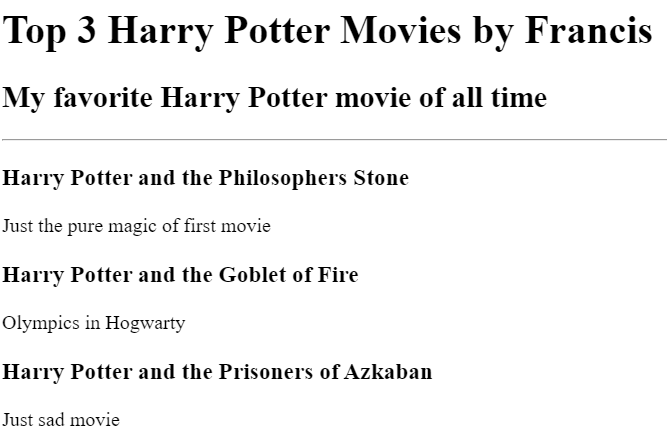 Top 3 Harry Potter Movies by Francis
My favorite Harry Potter movie of all time
Harry Potter and the Philosophers Stone
Just the pure magic of first movie
Harry Potter and the Goblet of Fire
Olympics in Hogwarty
Harry Potter and the Prisoners of Azkaban
Just sad movie